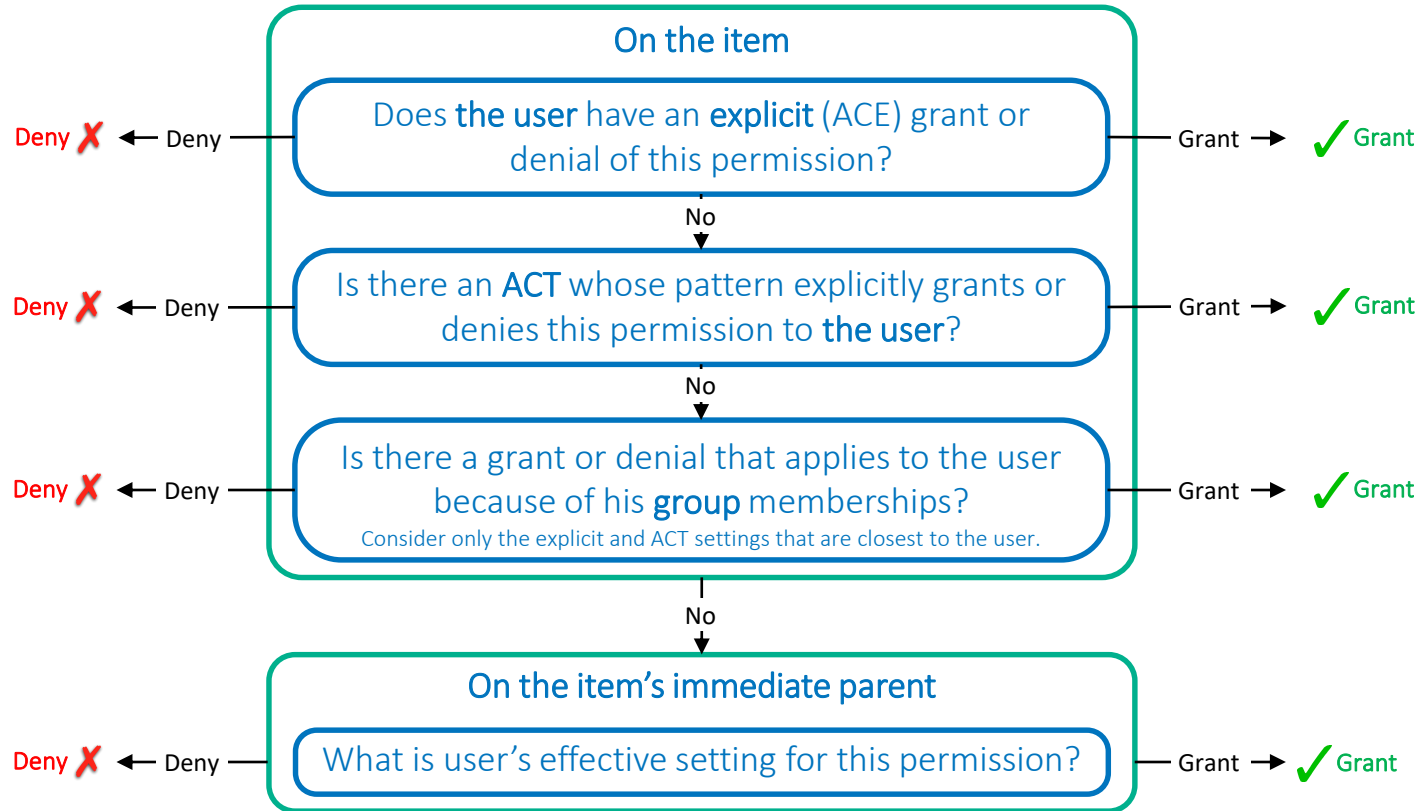 On the item
Does the user have an explicit (ACE) grant or
denial of this permission?
Deny ✗ Deny
Grant ✓ Grant
No
Is there an ACT whose pattern explicitly grants or
denies this permission to the user?
Deny ✗ Deny
Grant ✓ Grant
No
Is there a grant or denial that applies to the user
because of his group memberships?
Consider only the explicit and ACT settings that are closest to the user.
Deny ✗ Deny
Grant ✓ Grant
No
On the item’s immediate parent
What is user’s effective setting for this permission?
Deny ✗ Deny
Grant ✓ Grant